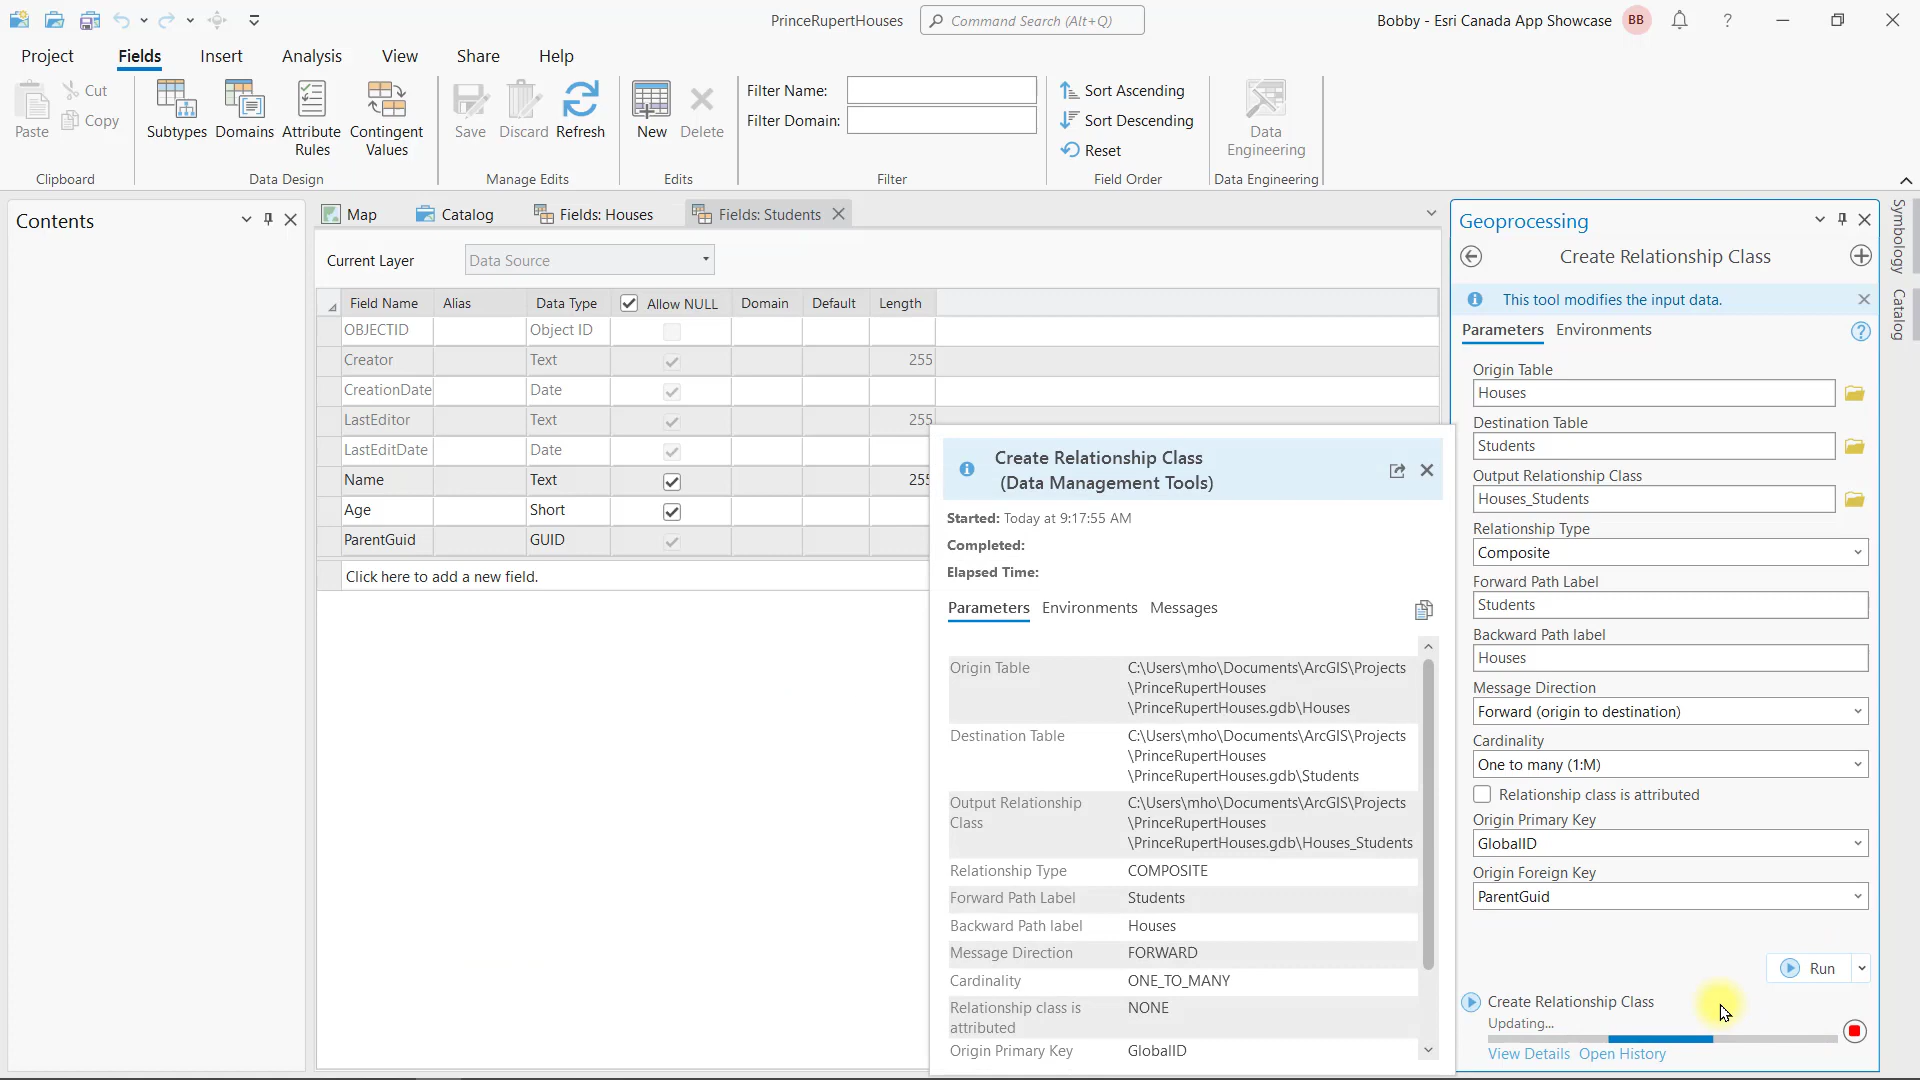 PrinceRupertHouses
Command Search (Alt+Q)
Bobby - Esri Canada App Showcase
BB
?
Project
Fields
Insert
Analysis
View
Share
Help
Paste
Cut
Copy
Clipboard
Subtypes
Domains
Attribute
Rules
Contingent
Values
Data Design
Save
Discard
Refresh
Manage Edits
New
Delete
Edits
Filter Name:
Filter Domain:
Filter
Sort Ascending
Sort Descending
Reset
Field Order
Data
Engineering
Data Engineering
Contents
Map
Catalog
Fields: Houses
Fields: Students
Current Layer
Data Source
Field Name Alias Data Type Allow NULL Domain Default Length
OBJECTID Object ID
Creator Text 255
CreationDate Date
LastEditor Text 255
LastEditDate Date
Name Text 255
Age Short
ParentGuid GUID
Click here to add a new field.
Create Relationship Class
(Data Management Tools)
Started: Today at 9:17:55 AM
Completed:
Elapsed Time:
Parameters Environments Messages
Origin Table C:\Users\mho\Documents\ArcGIS\Projects
\PrinceRupertHouses
\PrinceRupertHouses.gdb\Houses
Destination Table C:\Users\mho\Documents\ArcGIS\Projects
\PrinceRupertHouses
\PrinceRupertHouses.gdb\Students
Output Relationship C:\Users\mho\Documents\ArcGIS\Projects
Class \PrinceRupertHouses
\PrinceRupertHouses.gdb\Houses_Students
Relationship Type COMPOSITE
Forward Path Label Students
Backward Path label Houses
Message Direction FORWARD
Cardinality ONE_TO_MANY
Relationship class is NONE
attributed
Origin Primary Key GlobalID
Geoprocessing
Create Relationship Class
This tool modifies the input data.
Parameters Environments
?
Origin Table
Houses
Destination Table
Students
Output Relationship Class
Houses_Students
Relationship Type
Composite
Forward Path Label
Students
Backward Path label
Houses
Message Direction
Forward (origin to destination)
Cardinality
One to many (1:M)
Relationship class is attributed
Origin Primary Key
GlobalID
Origin Foreign Key
ParentGuid
Run
Create Relationship Class
Updating...
View Details Open History
Symbology
Catalog